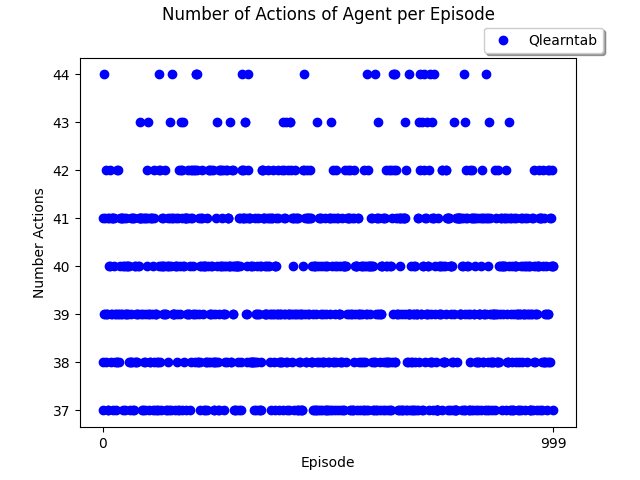 Number of Actions of Agent per Episode
Qlearntab
44
43
42
41
40
39
38
37
Number Actions
0 999
Episode